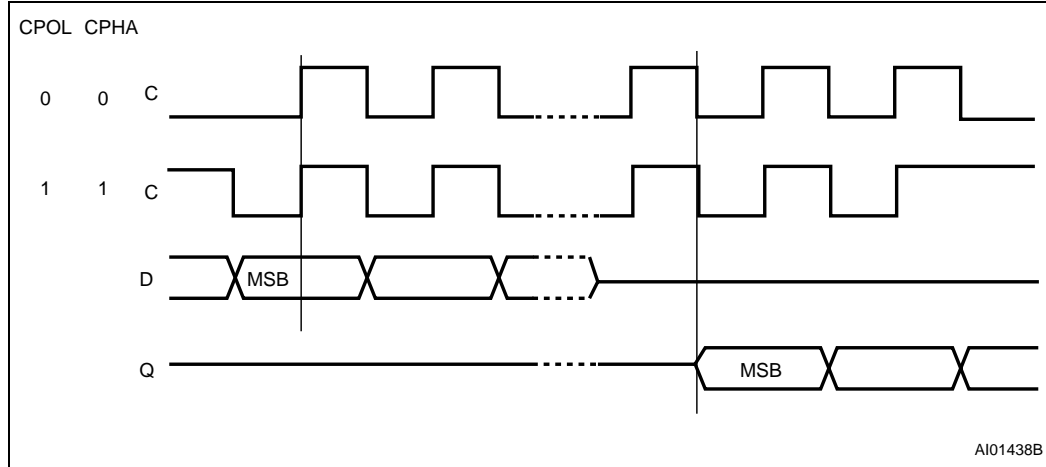 CPOL CPHA
0 0 C
1 1 C
D MSB
Q MSB
AI01438B